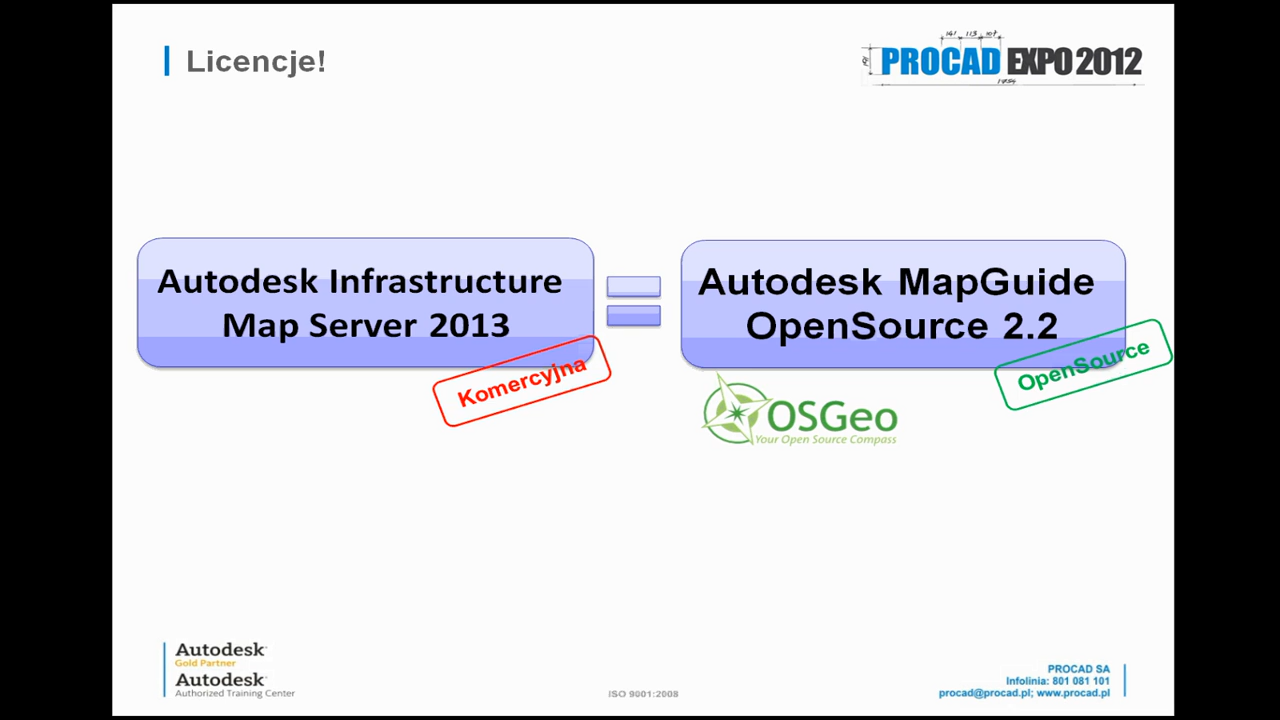 Licencje!
PROCAD EXPO 2012
Autodesk Infrastructure
Map Server 2013
Komercyjna
Autodesk MapGuide
OpenSource 2.2
OpenSource
OSGeo
Your Open Source Compass
Autodesk
Gold Partner
Autodesk
Authorized Training Center
ISO 9001:2008
PROCAD SA
Infolinia: 801 081 101
procad@procad.pl; www.procad.pl